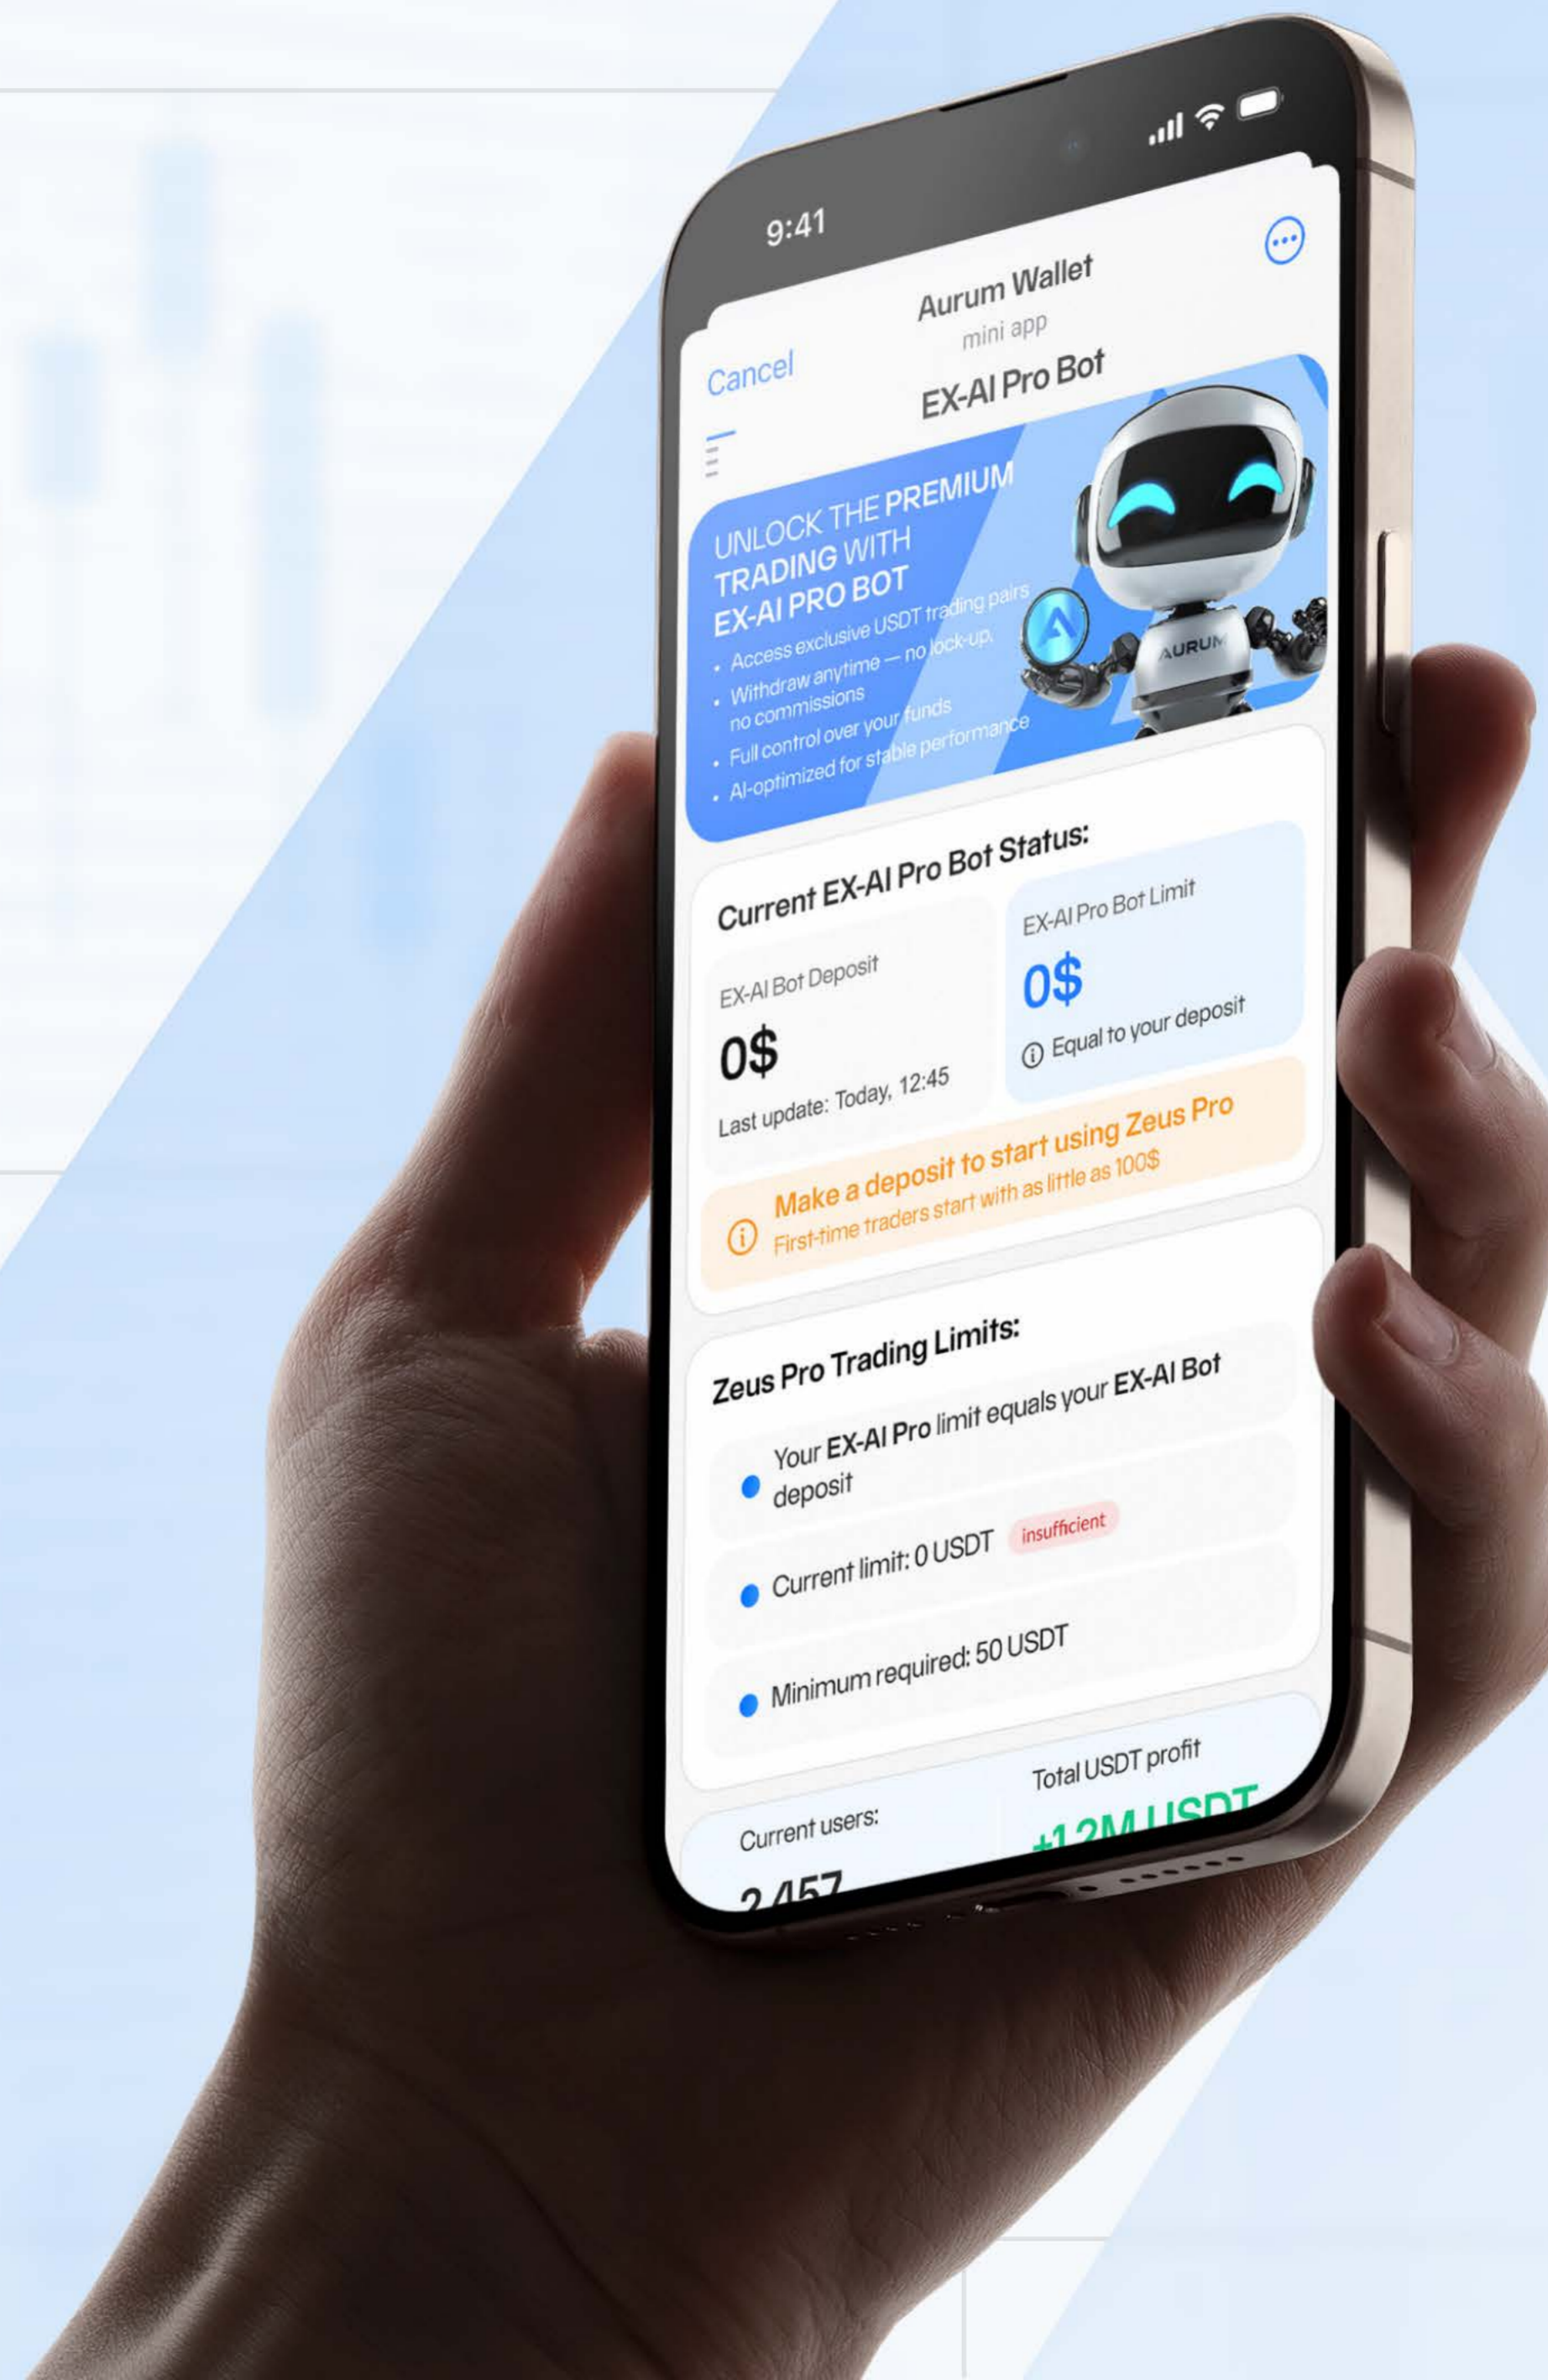 9:41
Aurum Wallet
mini app
Cancel
EX-AI Pro Bot
UNLOCK THE PREMIUM
TRADING WITH
EX-AI PRO BOT
• Access exclusive USDT trading pairs
• Withdraw anytime — no lock-up,
no commissions
• Full control over your funds
• AI-optimized for stable performance
A
AURUM
Current EX-AI Pro Bot Status:
EX-AI Bot Deposit
0$
Last update: Today, 12:45
EX-AI Pro Bot Limit
0$
Equal to your deposit
Make a deposit to start using Zeus Pro
First-time traders start with as little as 100$
Zeus Pro Trading Limits:
Your EX-AI Pro limit equals your EX-AI Bot
deposit
Current limit: 0 USDT insufficient
Minimum required: 50 USDT
Current users:
2,457
Total USDT profit
+1.2M USDT